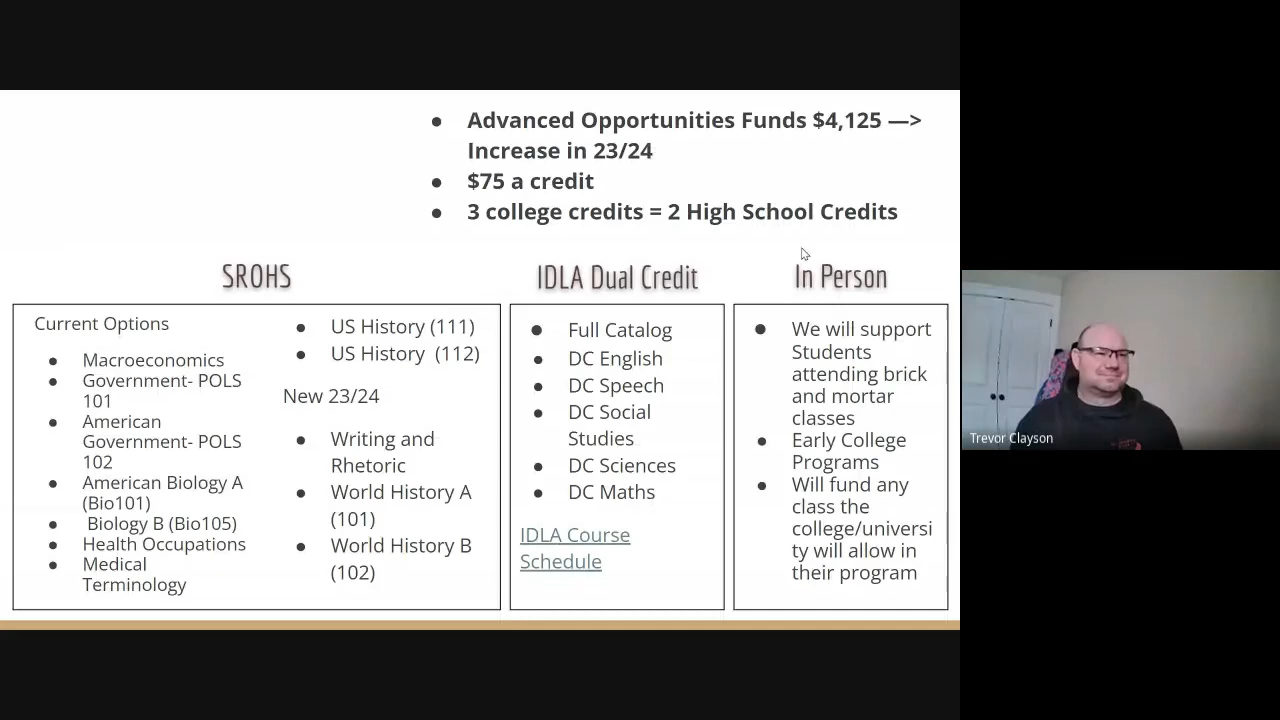 Advanced Opportunities Funds $4,125 —>
Increase in 23/24
$75 a credit
3 college credits = 2 High School Credits
SROHS
Current Options
Macroeconomics
Government- POLS
101
American
Government- POLS
102
American Biology A
(Bio101)
Biology B (Bio105)
Health Occupations
Medical
Terminology
US History (111)
US History (112)
New 23/24
Writing and
Rhetoric
World History A
(101)
World History B
(102)
IDLA Dual Credit
Full Catalog
DC English
DC Speech
DC Social
Studies
DC Sciences
DC Maths
IDLA Course
Schedule
In Person
We will support
Students
attending brick
and mortar
classes
Early College
Programs
Will fund any
class the
college/universi
ty will allow in
their program
Trevor Clayson